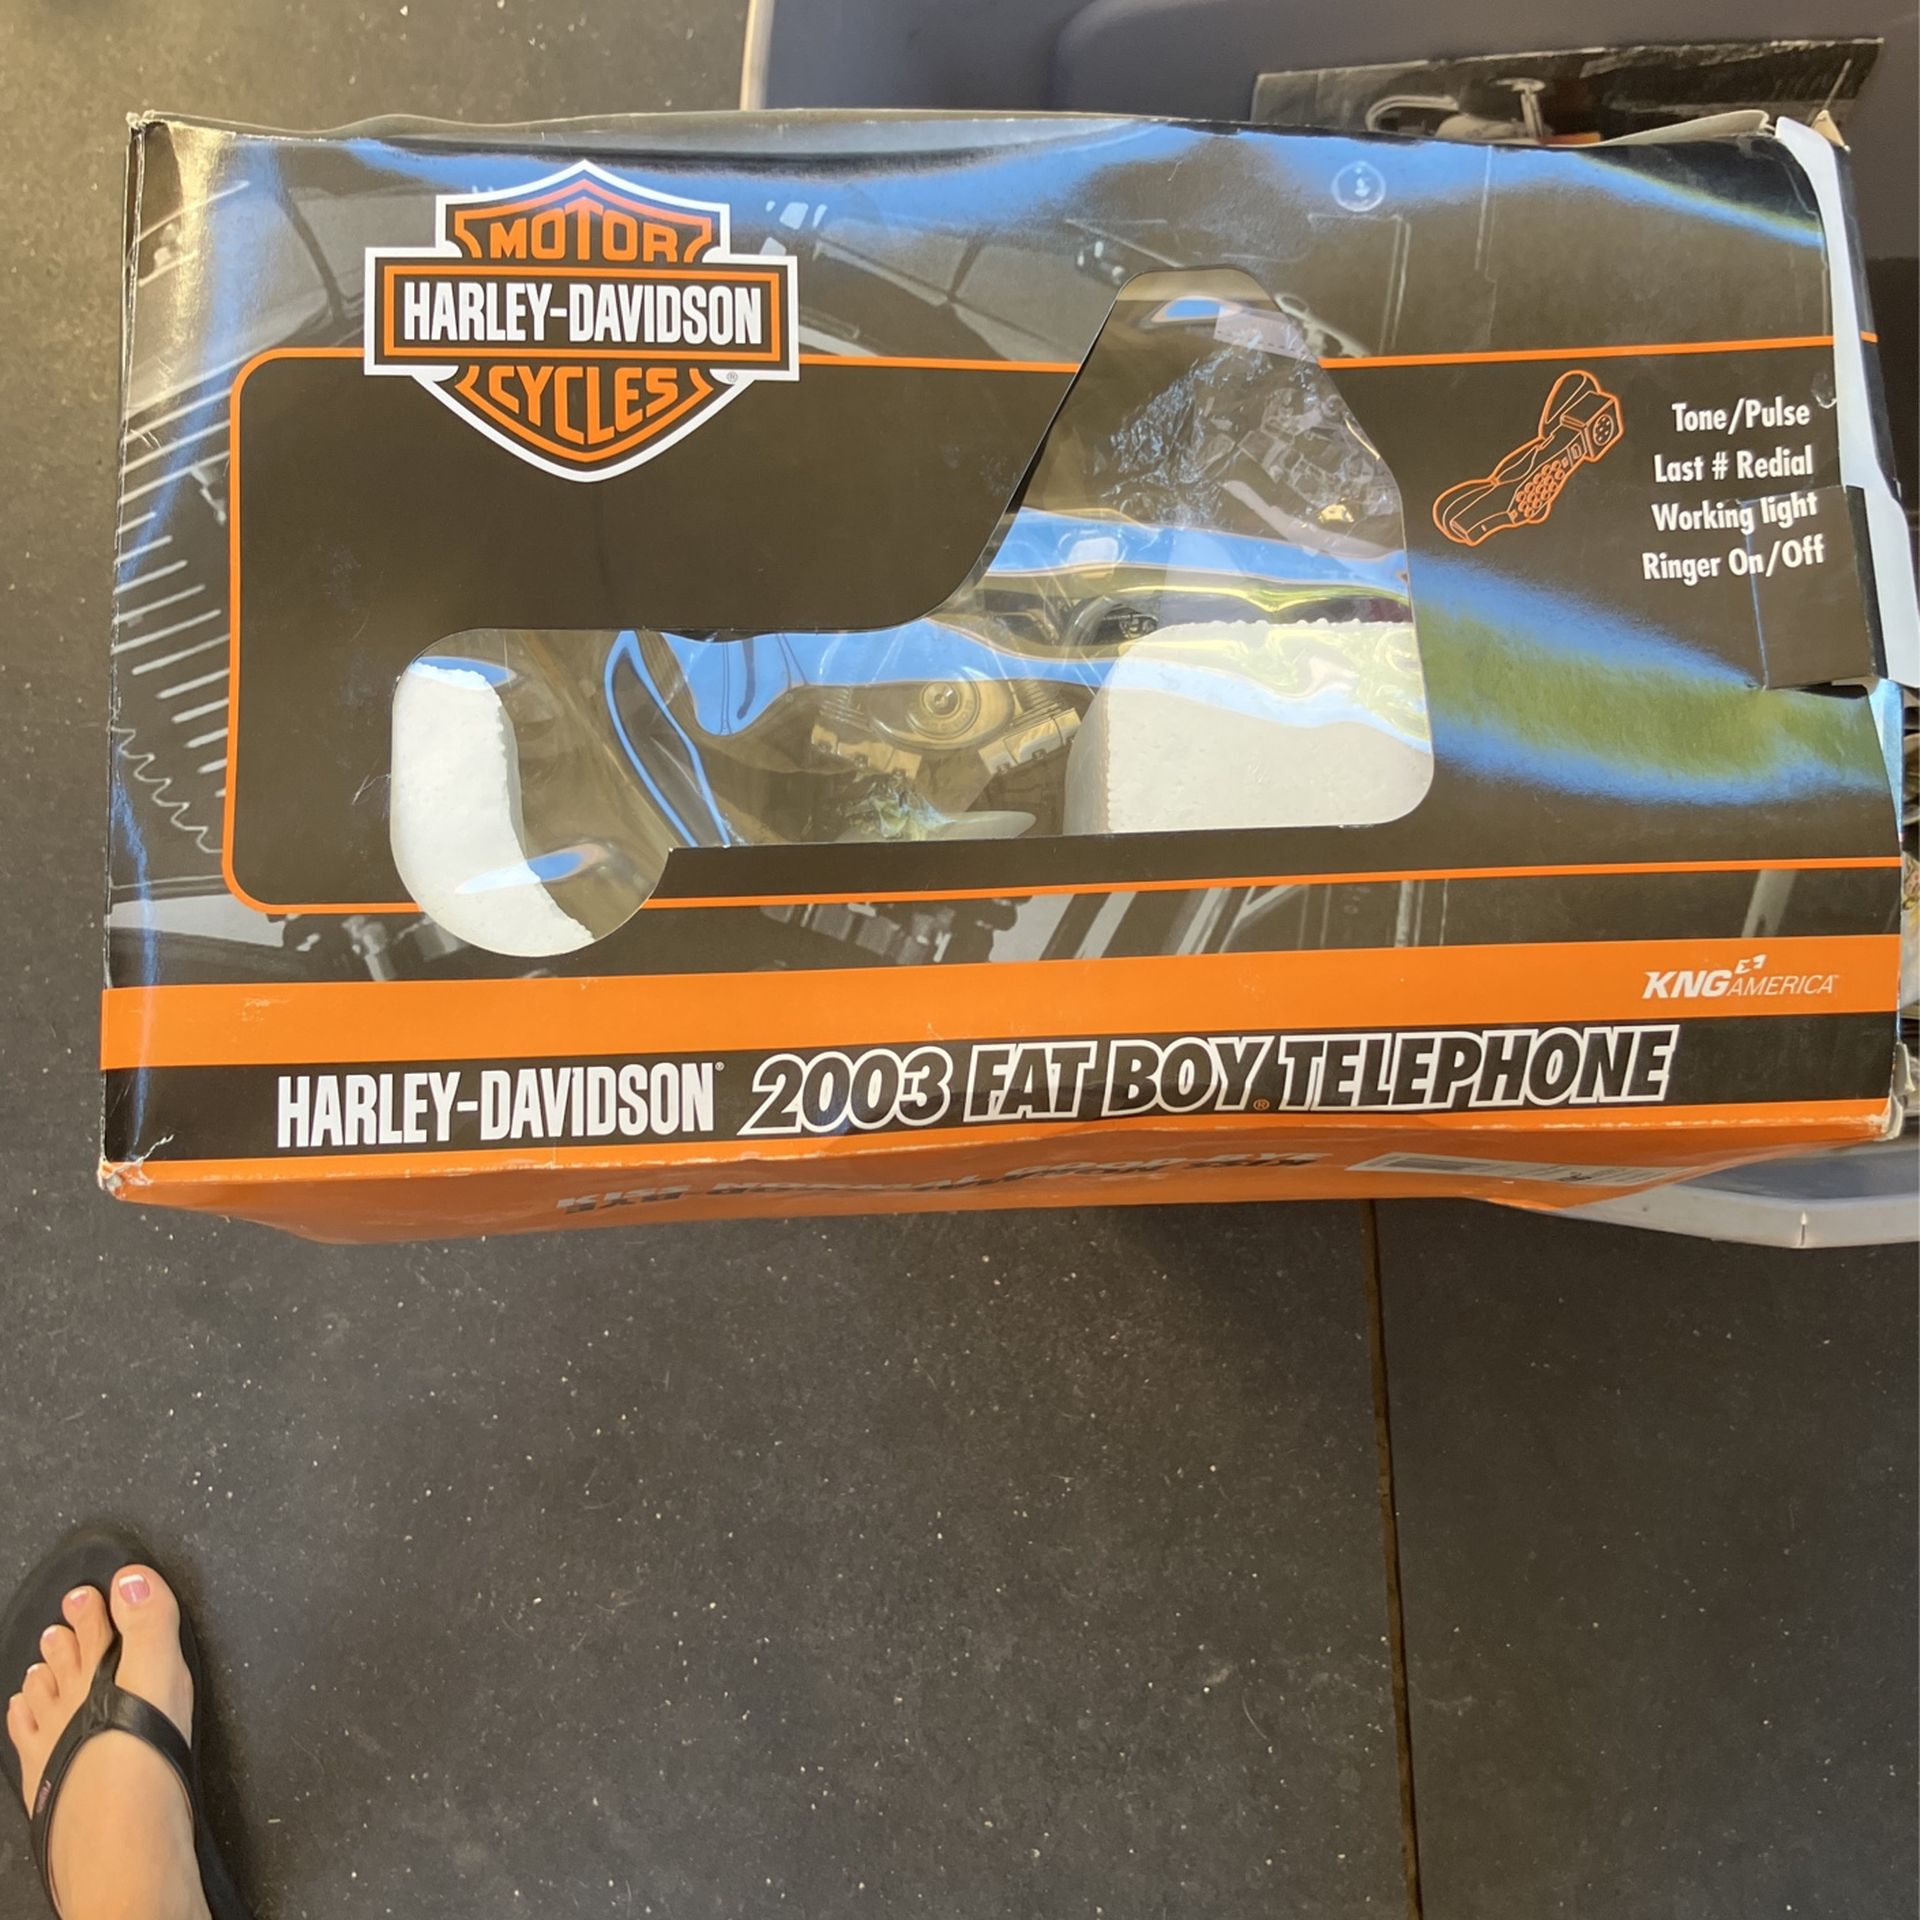 MOTOR
HARLEY-DAVIDSON
CYCLES ®
Tone/Pulse
Last # Redial
Working light
Ringer On/Off
KNG AMERICA
HARLEY-DAVIDSON® 2003 FAT BOY® TELEPHONE